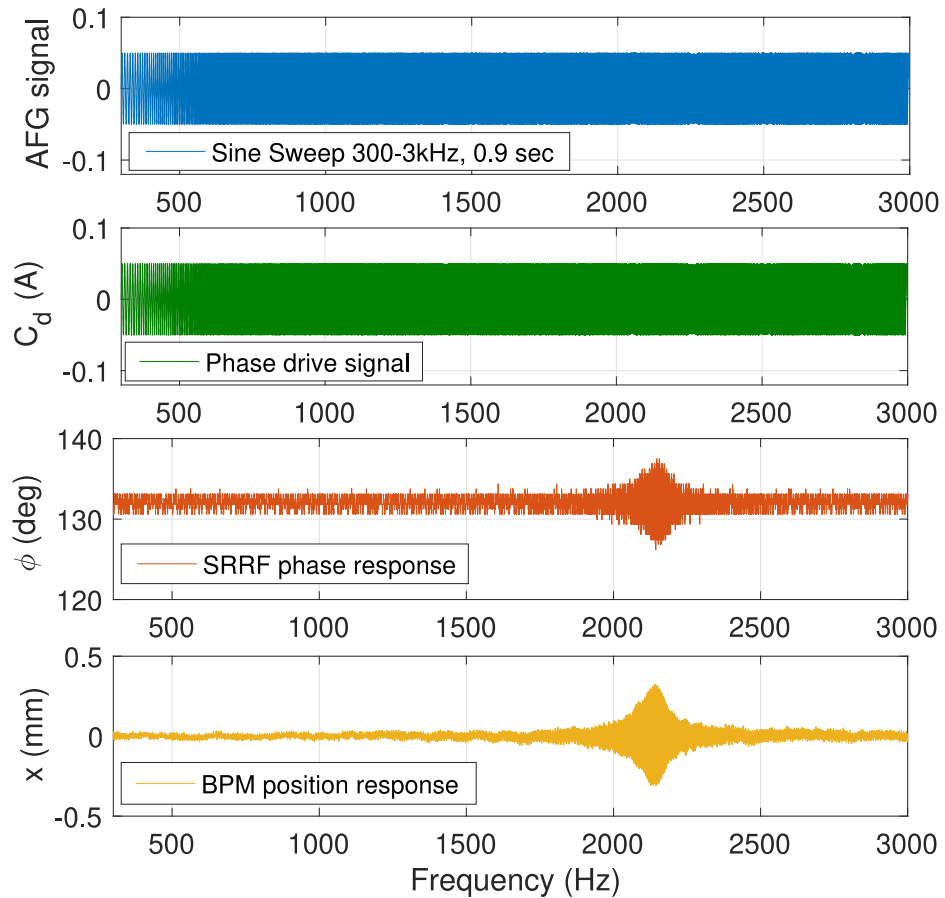 0.1
0
-0.1
AFG signal
Sine Sweep 300-3kHz, 0.9 sec
500 1000 1500 2000 2500 3000
0.1
0
-0.1
C_d (A)
Phase drive signal
500 1000 1500 2000 2500 3000
140
130
120
ϕ (deg)
SRRF phase response
500 1000 1500 2000 2500 3000
0.5
0
-0.5
x (mm)
BPM position response
500 1000 1500 2000 2500 3000
Frequency (Hz)